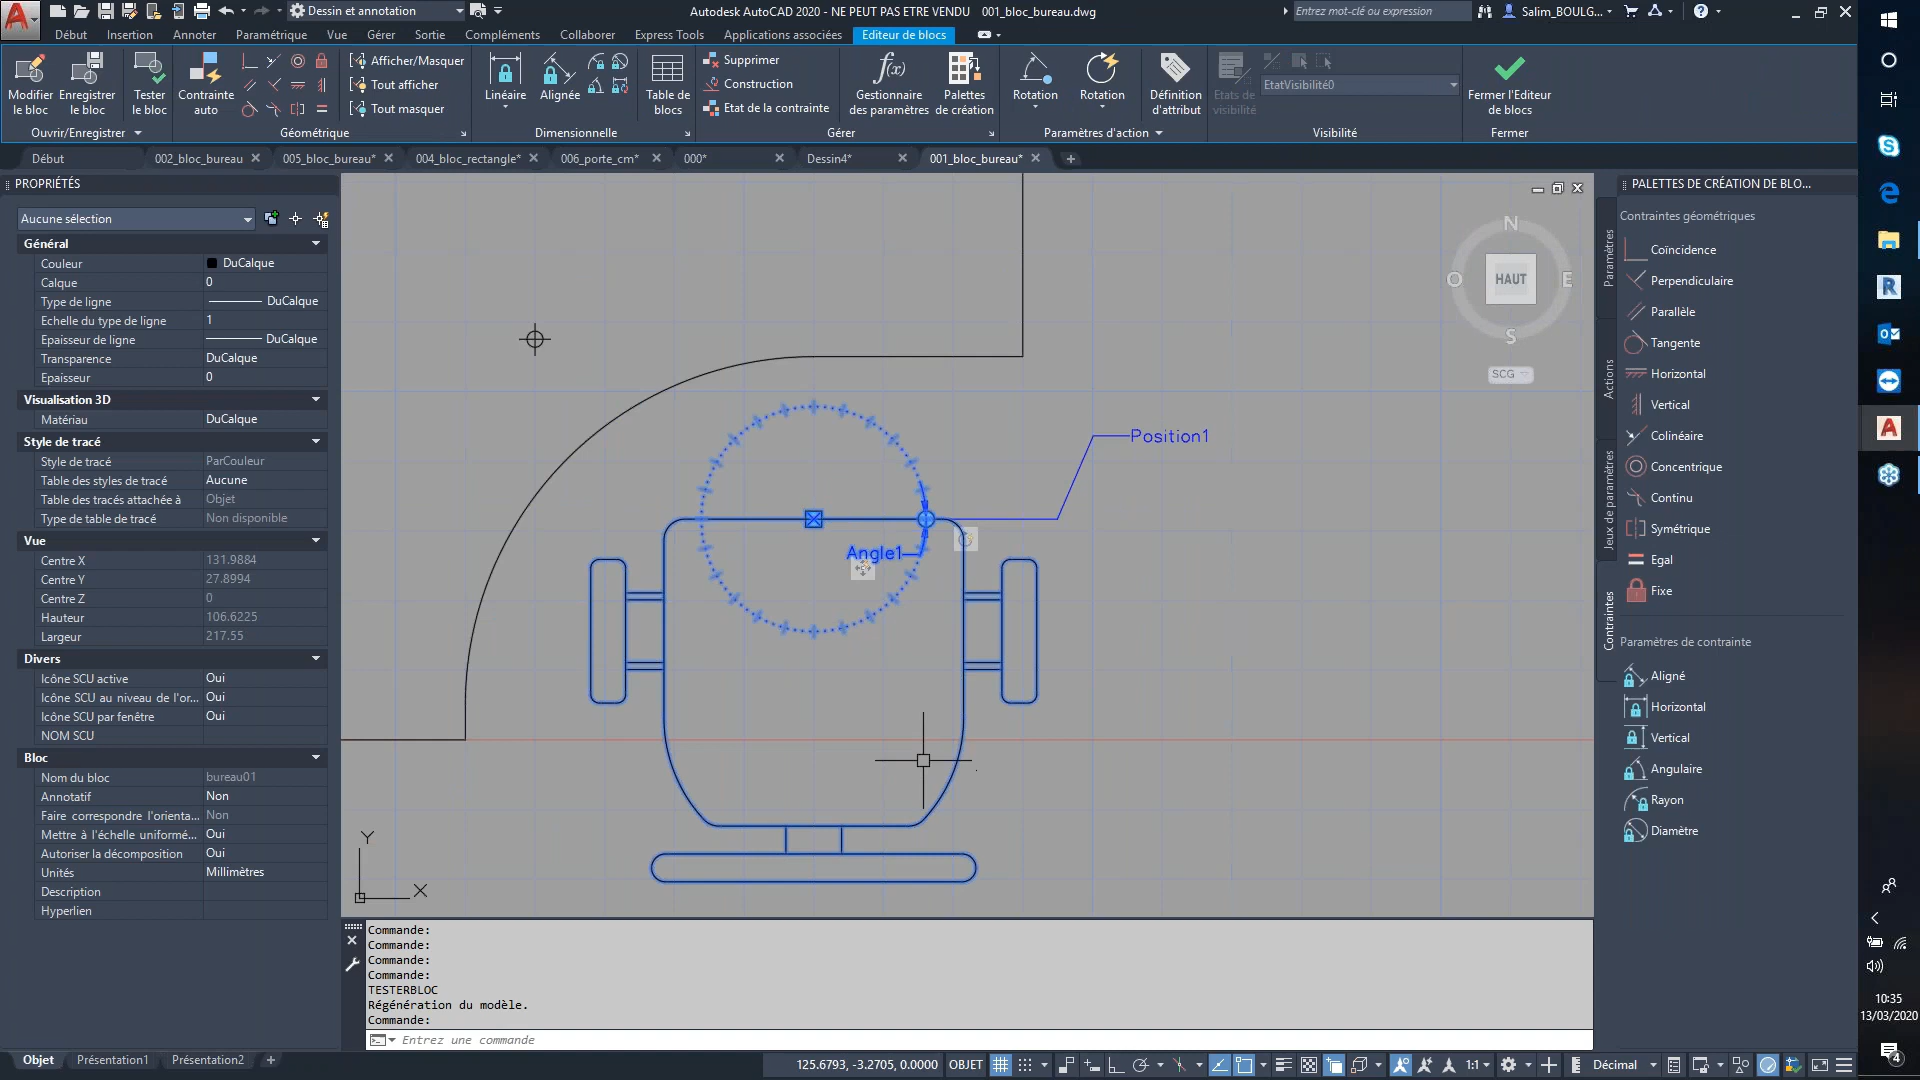 Dessin et annotation
Autodesk AutoCAD 2020 - NE PEUT PAS ETRE VENDU 001_bloc_bureau.dwg
Entrez mot-clé ou expression
Salim_BOULG...
Début Insertion Annoter Paramétrique Vue Gérer Sortie Compléments Collaborer Express Tools Applications associées Editeur de blocs
Modifier le bloc
Enregistrer le bloc
Tester le bloc
Contrainte auto
Afficher/Masquer
Tout afficher
Tout masquer
Linéaire
Alignée
Table de blocs
Supprimer
Construction
Etat de la contrainte
Gestionnaire des paramètres
Palettes de création
Rotation
Rotation
Définition d'attribut
Etats de visibilité
EtatVisibilité0
Fermer l'Editeur de blocs
Ouvrir/Enregistrer
Géométrique
Dimensionnelle
Gérer
Paramètres d'action
Visibilité
Fermer
Début
002_bloc_bureau
005_bloc_bureau*
004_bloc_rectangle*
006_porte_cm*
000*
Dessin4*
001_bloc_bureau*
PROPRIÉTÉS
Aucune sélection
Général
Couleur DuCalque
Calque 0
Type de ligne DuCalque
Echelle du type de ligne 1
Epaisseur de ligne DuCalque
Transparence DuCalque
Epaisseur 0
Visualisation 3D
Matériau DuCalque
Style de tracé
Style de tracé ParCouleur
Table des styles de tracé Aucune
Table des tracés attachée à Objet
Type de table de tracé Non disponible
Vue
Centre X 131.9884
Centre Y 27.8994
Centre Z 0
Hauteur 106.6225
Largeur 217.55
Divers
Icône SCU active Oui
Icône SCU au niveau de l'or... Oui
Icône SCU par fenêtre Oui
NOM SCU
Bloc
Nom du bloc bureau01
Annotatif Non
Faire correspondre l'orienta... Non
Mettre à l'échelle uniformé... Oui
Autoriser la décomposition Oui
Unités Millimètres
Description
Hyperlien
Position1
Angle1
Y
X
N
O
HAUT
E
S
SCG
PALETTES DE CRÉATION DE BLO...
Contraintes géométriques
Coïncidence
Perpendiculaire
Parallèle
Tangente
Horizontal
Vertical
Colinéaire
Concentrique
Continu
Symétrique
Egal
Fixe
Paramètres de contrainte
Aligné
Horizontal
Vertical
Angulaire
Rayon
Diamètre
Paramètres
Actions
Jeux de paramètres
Contraintes
Commande:
Commande:
Commande:
Commande:
TESTERBLOC
Régénération du modèle.
Commande:
Entrez une commande
Objet Présentation1 Présentation2
125.6793, -3.2705, 0.0000 OBJET
1:1
Décimal
10:35
13/03/2020
4